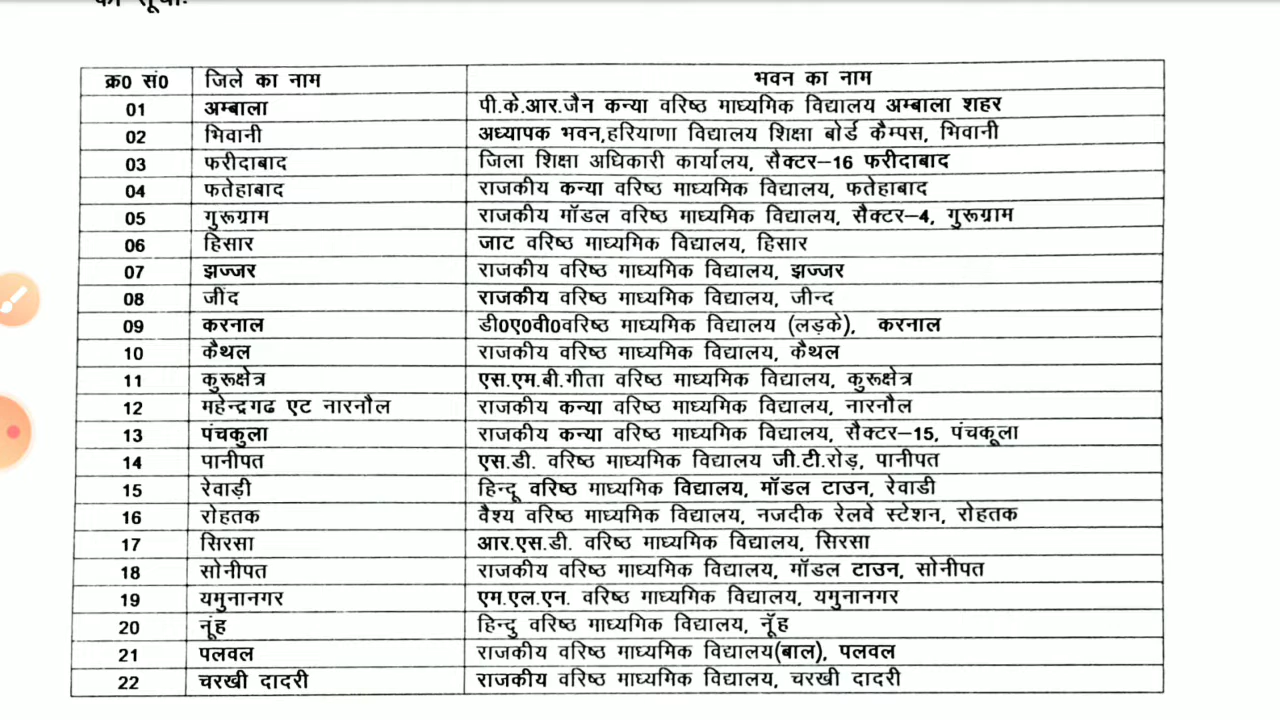 की सूचीः
क्र0 सं0 जिले का नाम भवन का नाम
01 अम्बाला पी.के.आर.जैन कन्या वरिष्ठ माध्यमिक विद्यालय अम्बाला शहर
02 भिवानी अध्यापक भवन,हरियाणा विद्यालय शिक्षा बोर्ड कैम्पस, भिवानी
03 फरीदाबाद जिला शिक्षा अधिकारी कार्यालय, सैक्टर–16 फरीदाबाद
04 फतेहाबाद राजकीय कन्या वरिष्ठ माध्यमिक विद्यालय, फतेहाबाद
05 गुरूग्राम राजकीय मॉडल वरिष्ठ माध्यमिक विद्यालय, सैक्टर–4, गुरूग्राम
06 हिसार जाट वरिष्ठ माध्यमिक विद्यालय, हिसार
07 झज्जर राजकीय वरिष्ठ माध्यमिक विद्यालय, झज्जर
08 जींद राजकीय वरिष्ठ माध्यमिक विद्यालय, जीन्द
09 करनाल डी0ए0वी0वरिष्ठ माध्यमिक विद्यालय (लड़के), करनाल
10 कैथल राजकीय वरिष्ठ माध्यमिक विद्यालय, कैथल
11 कुरूक्षेत्र एस.एम.बी.गीता वरिष्ठ माध्यमिक विद्यालय, कुरूक्षेत्र
12 महेन्द्रगढ एट नारनौल राजकीय कन्या वरिष्ठ माध्यमिक विद्यालय, नारनौल
13 पंचकुला राजकीय कन्या वरिष्ठ माध्यमिक विद्यालय, सैक्टर–15, पंचकूला
14 पानीपत एस.डी. वरिष्ठ माध्यमिक विद्यालय जी.टी.रोड़, पानीपत
15 रेवाड़ी हिन्दू वरिष्ठ माध्यमिक विद्यालय, मॉडल टाउन, रेवाडी
16 रोहतक वैश्य वरिष्ठ माध्यमिक विद्यालय, नजदीक रेलवे स्टेशन, रोहतक
17 सिरसा आर.एस.डी. वरिष्ठ माध्यमिक विद्यालय, सिरसा
18 सोनीपत राजकीय वरिष्ठ माध्यमिक विद्यालय, मॉडल टाउन, सोनीपत
19 यमुनानगर एम.एल.एन. वरिष्ठ माध्यमिक विद्यालय, यमुनानगर
20 नूंह हिन्दु वरिष्ठ माध्यमिक विद्यालय, नूॅह
21 पलवल राजकीय वरिष्ठ माध्यमिक विद्यालय(बाल), पलवल
22 चरखी दादरी राजकीय वरिष्ठ माध्यमिक विद्यालय, चरखी दादरी